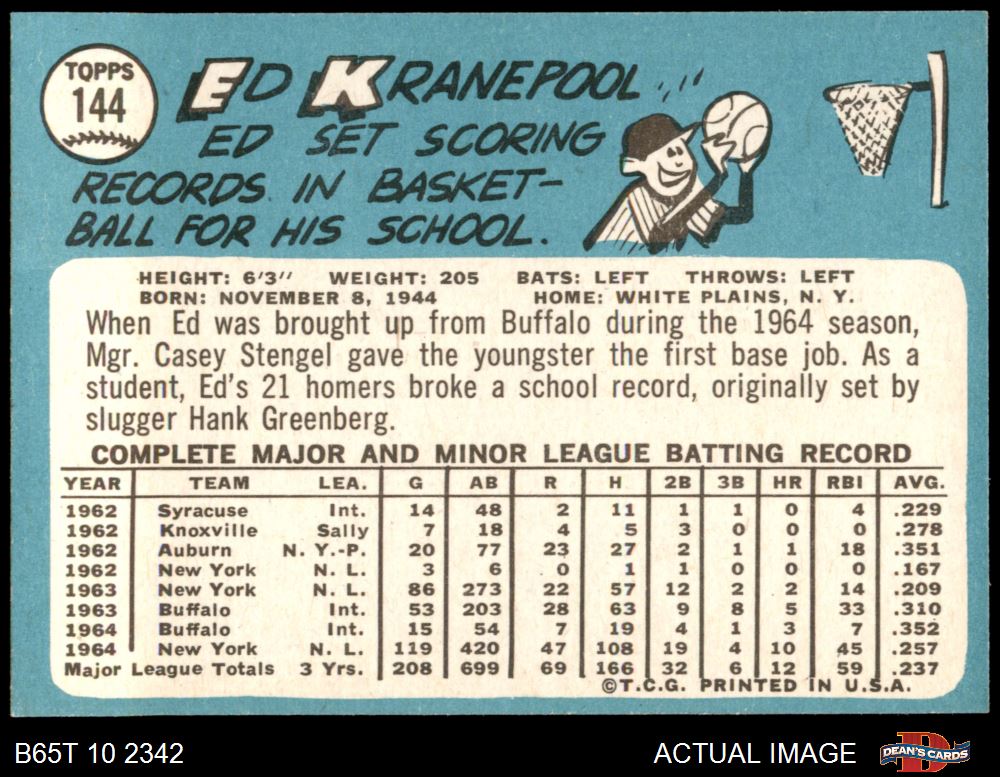 TOPPS
144
ED KRANEPOOL
ED SET SCORING
RECORDS IN BASKET-
BALL FOR HIS SCHOOL.
HEIGHT: 6'3" WEIGHT: 205 BATS: LEFT THROWS: LEFT
BORN: NOVEMBER 8, 1944 HOME: WHITE PLAINS, N. Y.
When Ed was brought up from Buffalo during the 1964 season,
Mgr. Casey Stengel gave the youngster the first base job. As a
student, Ed's 21 homers broke a school record, originally set by
slugger Hank Greenberg.
COMPLETE MAJOR AND MINOR LEAGUE BATTING RECORD
YEAR TEAM LEA. G AB R H 2B 3B HR RBI AVG.
1962 Syracuse Int. 14 48 2 11 1 1 0 4 .229
1962 Knoxville Sally 7 18 4 5 3 0 0 0 .278
1962 Auburn N. Y.-P. 20 77 23 27 2 1 1 18 .351
1962 New York N. L. 3 6 0 1 1 0 0 0 .167
1963 New York N. L. 86 273 22 57 12 2 2 14 .209
1963 Buffalo Int. 53 203 28 63 9 8 5 33 .310
1964 Buffalo Int. 15 54 7 19 4 1 3 7 .352
1964 New York N. L. 119 420 47 108 19 4 10 45 .257
Major League Totals 3 Yrs. 208 699 69 166 32 6 12 59 .237
©T.C.G. PRINTED IN U.S.A.
B65T 10 2342 ACTUAL IMAGE DEAN'S CARDS